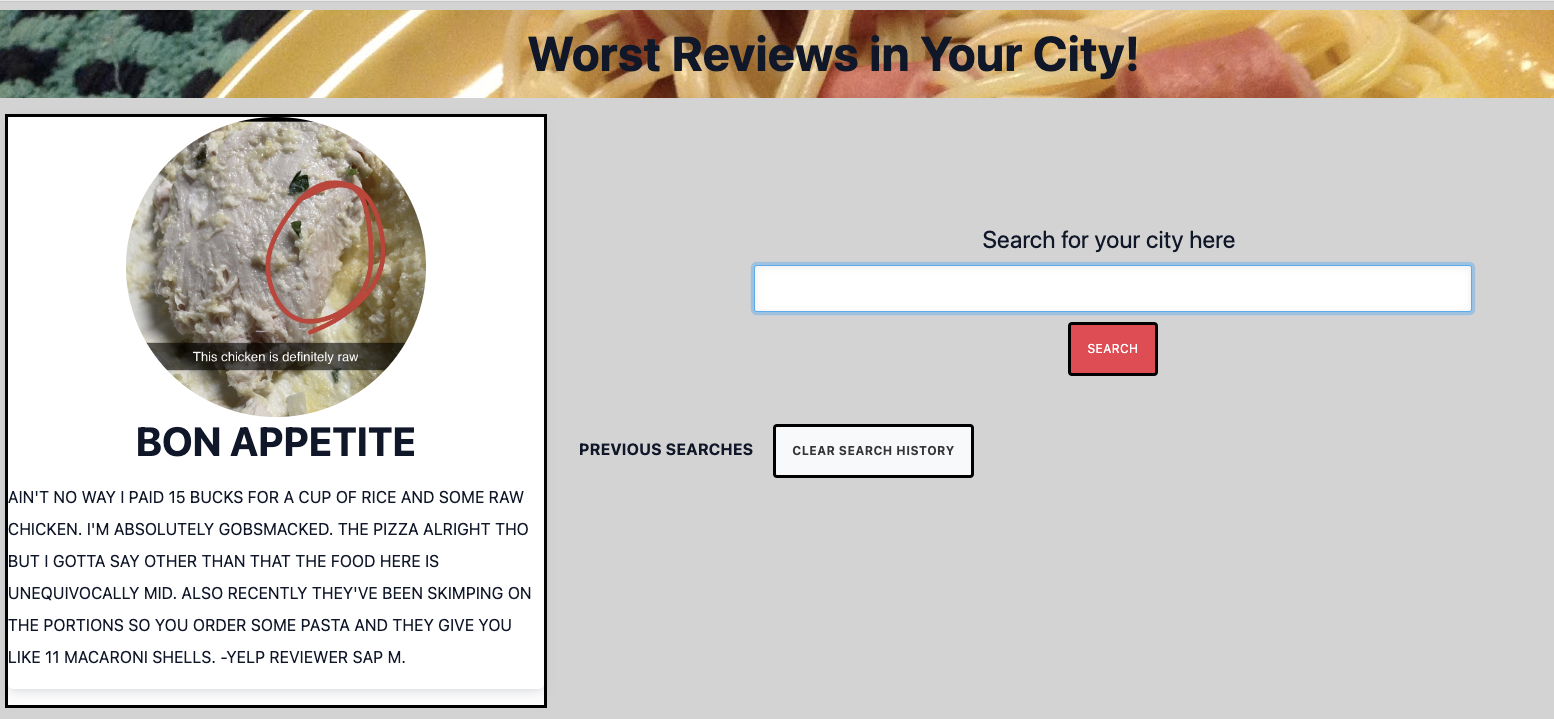 Worst Reviews in Your City!
This chicken is definitely raw
BON APPETITE
AIN'T NO WAY I PAID 15 BUCKS FOR A CUP OF RICE AND SOME RAW
CHICKEN. I'M ABSOLUTELY GOBSMACKED. THE PIZZA ALRIGHT THO
BUT I GOTTA SAY OTHER THAN THAT THE FOOD HERE IS
UNEQUIVOCALLY MID. ALSO RECENTLY THEY'VE BEEN SKIMPING ON
THE PORTIONS SO YOU ORDER SOME PASTA AND THEY GIVE YOU
LIKE 11 MACARONI SHELLS. -YELP REVIEWER SAP M.
Search for your city here
SEARCH
PREVIOUS SEARCHES
CLEAR SEARCH HISTORY